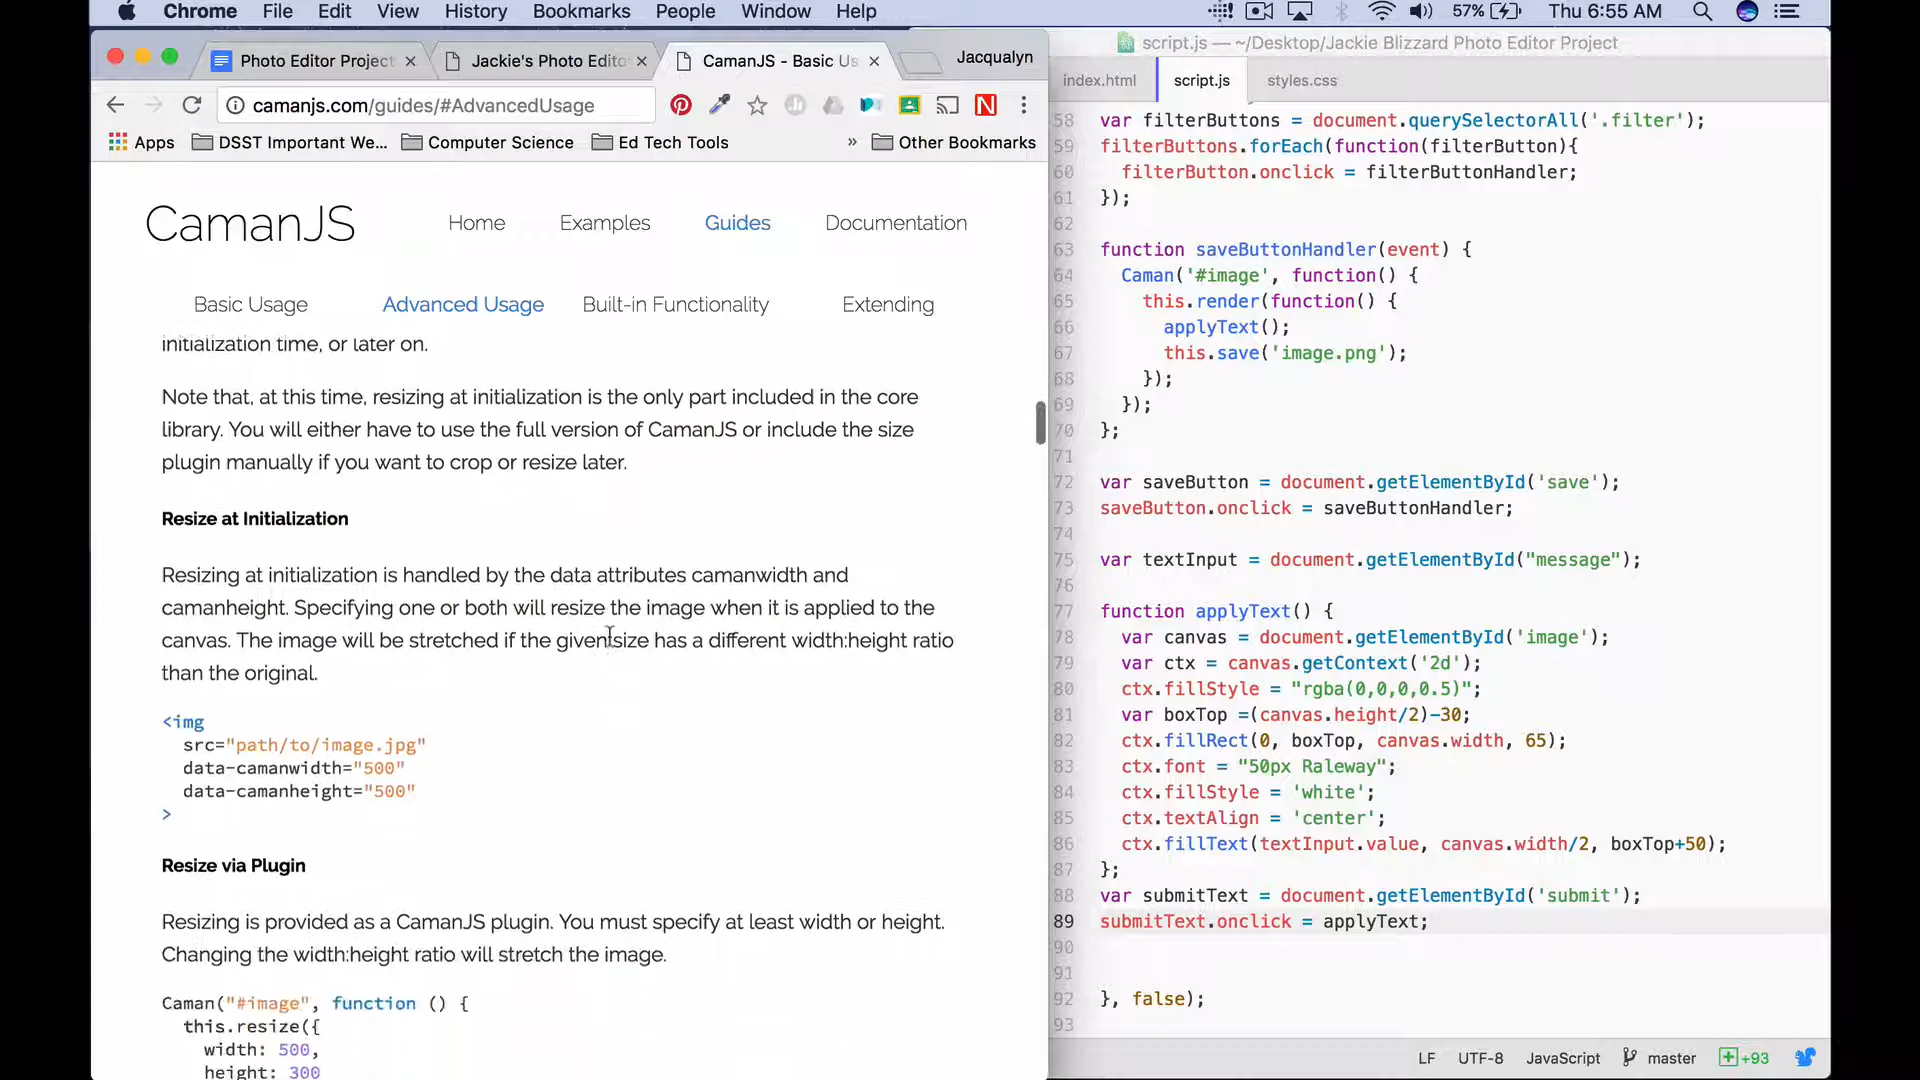 Chrome File Edit View History Bookmarks People Window Help 57% Thu 6:55 AM
Photo Editor Project
Jackie's Photo Edito
CamanJS - Basic Us
Jacqualyn
camanjs.com/guides/#AdvancedUsage
Apps DSST Important We... Computer Science Ed Tech Tools » Other Bookmarks
CamanJS
Home Examples Guides Documentation
Basic Usage Advanced Usage Built-in Functionality Extending
initialization time, or later on.
Note that, at this time, resizing at initialization is the only part included in the core
library. You will either have to use the full version of CamanJS or include the size
plugin manually if you want to crop or resize later.
Resize at Initialization
Resizing at initialization is handled by the data attributes camanwidth and
camanheight. Specifying one or both will resize the image when it is applied to the
canvas. The image will be stretched if the given size has a different width:height ratio
than the original.
<img
src="path/to/image.jpg"
data-camanwidth="500"
data-camanheight="500"
>
Resize via Plugin
Resizing is provided as a CamanJS plugin. You must specify at least width or height.
Changing the width:height ratio will stretch the image.
Caman("#image", function () {
this.resize({
width: 500,
height: 300
script.js — ~/Desktop/Jackie Blizzard Photo Editor Project
index.html script.js styles.css
58 var filterButtons = document.querySelectorAll('.filter');
59 filterButtons.forEach(function(filterButton){
60 filterButton.onclick = filterButtonHandler;
61 });
62
63 function saveButtonHandler(event) {
64 Caman('#image', function() {
65 this.render(function() {
66 applyText();
67 this.save('image.png');
68 });
69 });
70 };
71
72 var saveButton = document.getElementById('save');
73 saveButton.onclick = saveButtonHandler;
74
75 var textInput = document.getElementById("message");
76
77 function applyText() {
78 var canvas = document.getElementById('image');
79 var ctx = canvas.getContext('2d');
80 ctx.fillStyle = "rgba(0,0,0,0.5)";
81 var boxTop =(canvas.height/2)-30;
82 ctx.fillRect(0, boxTop, canvas.width, 65);
83 ctx.font = "50px Raleway";
84 ctx.fillStyle = 'white';
85 ctx.textAlign = 'center';
86 ctx.fillText(textInput.value, canvas.width/2, boxTop+50);
87 };
88 var submitText = document.getElementById('submit');
89 submitText.onclick = applyText;
90
91
92 }, false);
93
LF UTF-8 JavaScript master +93